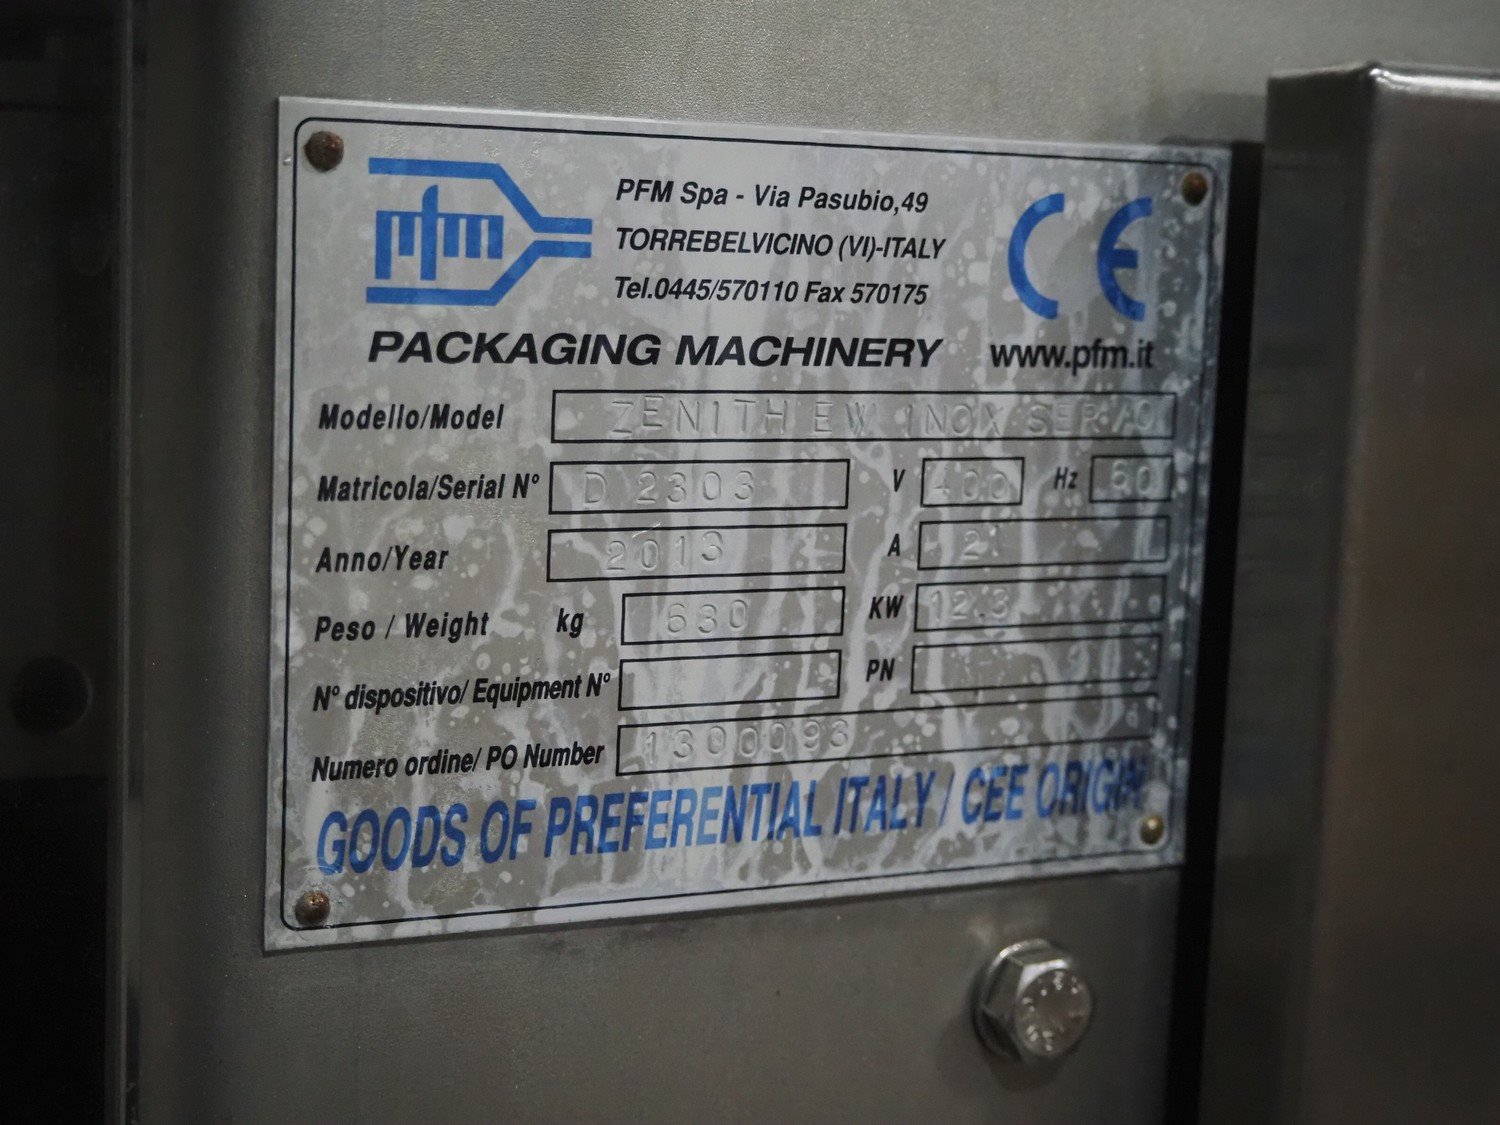 pfm
PFM Spa - Via Pasubio,49
TORREBELVICINO (VI)-ITALY
Tel.0445/570110 Fax 570175
CE
PACKAGING MACHINERY www.pfm.it
Modello/Model ZENITH EW INOX SER
Matricola/Serial N° D 2303 V 400 Hz 60
Anno/Year 2013 A
Peso / Weight kg 630 KW 12.3
N° dispositivo/ Equipment N° PN
Numero ordine/ PO Number 1300093
GOODS OF PREFERENTIAL ITALY / CEE ORIGIN